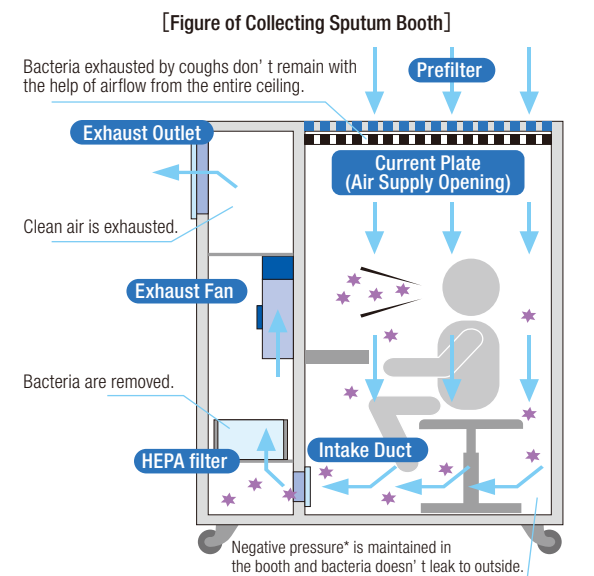 [Figure of Collecting Sputum Booth]
Bacteria exhausted by coughs don' t remain with
the help of airflow from the entire ceiling.
Prefilter
Exhaust Outlet
Current Plate
(Air Supply Opening)
Clean air is exhausted.
Exhaust Fan
Bacteria are removed.
HEPA filter
Intake Duct
Negative pressure* is maintained in
the booth and bacteria doesn' t leak to outside.